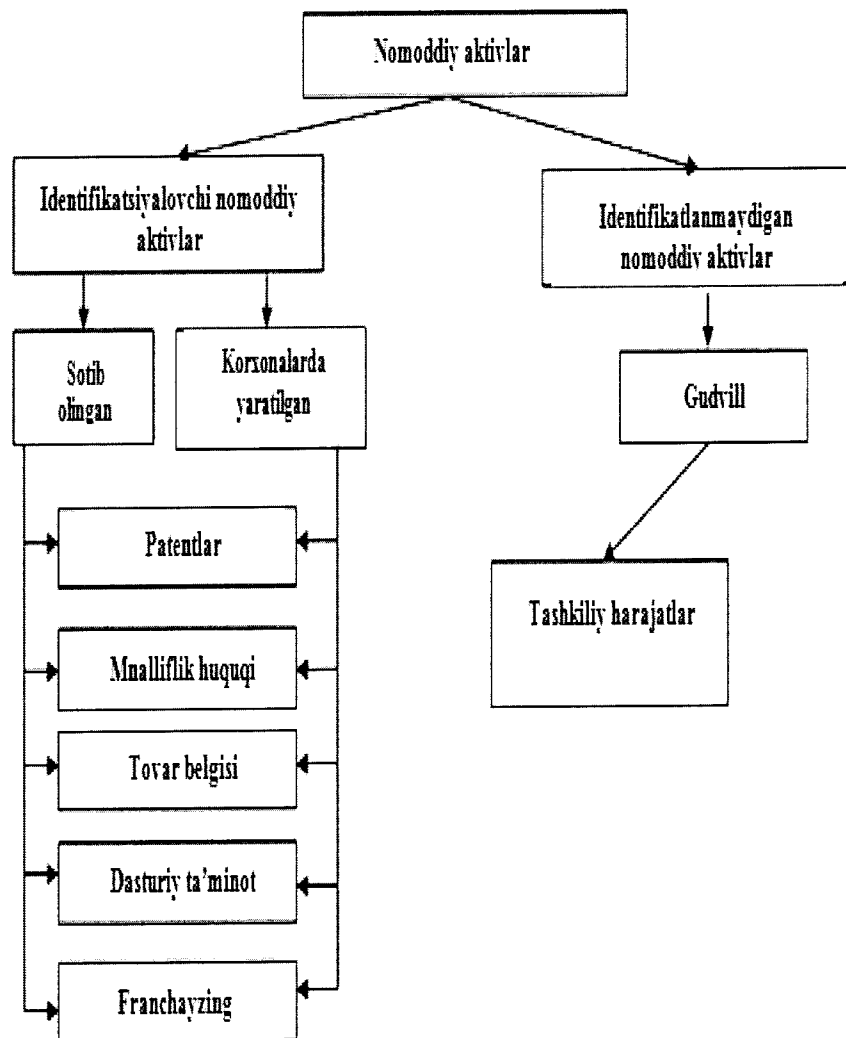 Nomoddiy aktivlar
Identifikatsiyalovchi nomoddiy
aktivlar
Identifikatlanmaydigan
nomoddiy aktivlar
Sotib
olingan
Korxonalarda
yaratilgan
Gudvill
Patentlar
Tashkiliy harajatlar
Mualliflik huquqi
Tovar belgisi
Dasturiy ta’minot
Franchayzing